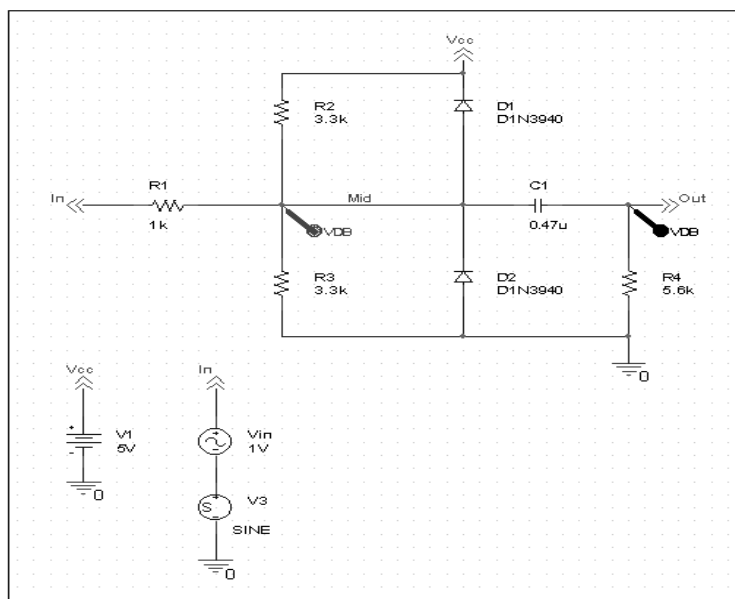 Vcc
R2
3.3k
D1
D1N3940
In
R1
1k
Mid
C1
0.47u
Out
VDB
VDB
R3
3.3k
D2
D1N3940
R4
5.6k
0
Vcc
In
V1
5V
0
Vin
1V
V3
S
SINE
0